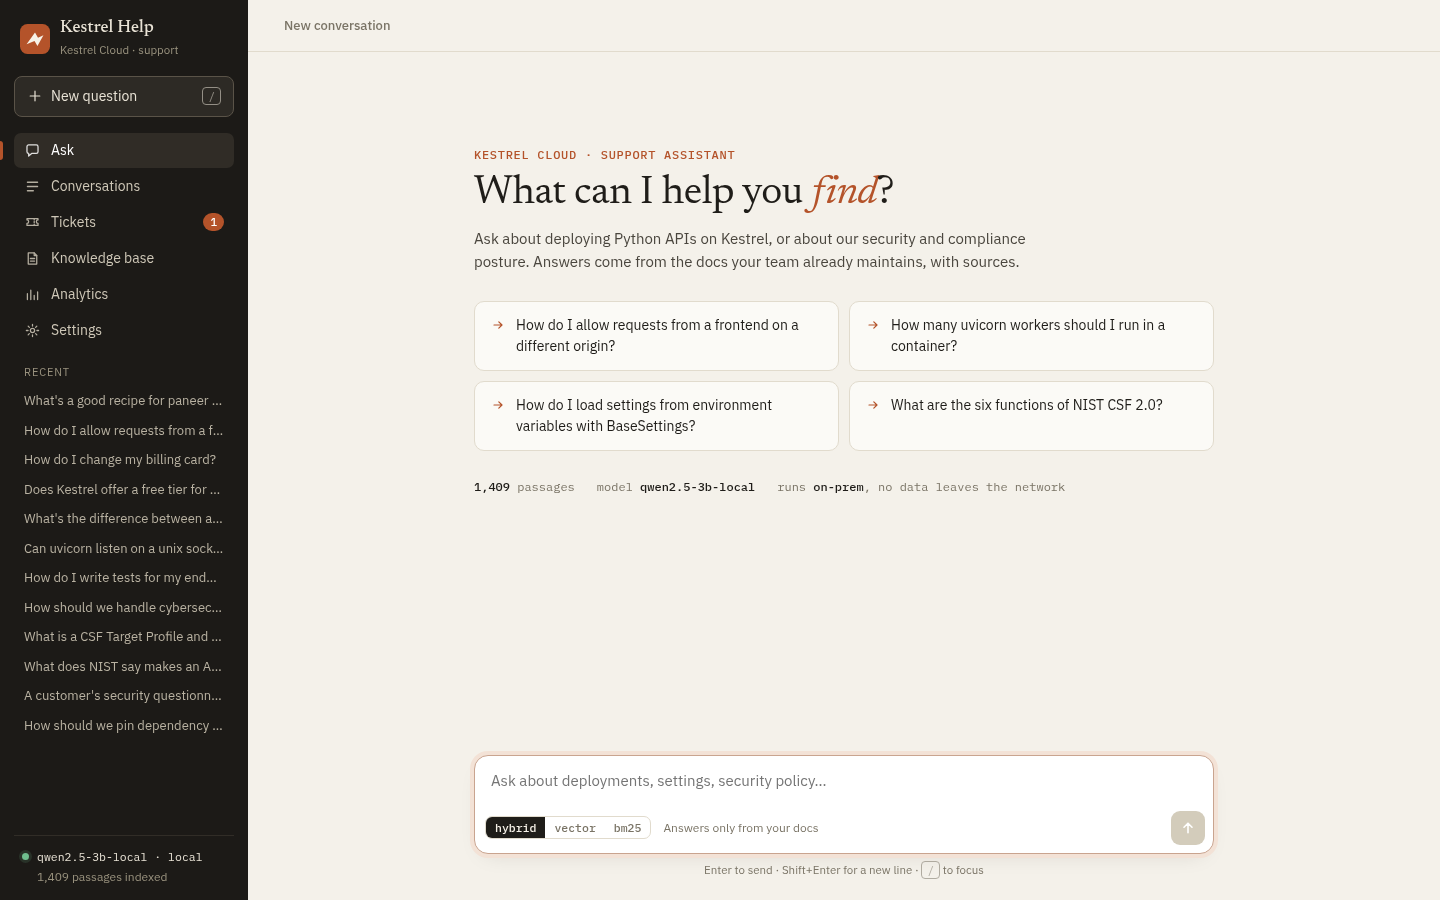 Kestrel Help
Kestrel Cloud · support
New question
/
Ask
Conversations
Tickets
1
Knowledge base
Analytics
Settings
RECENT
What's a good recipe for paneer ...
How do I allow requests from a f...
How do I change my billing card?
Does Kestrel offer a free tier for ...
What's the difference between a...
Can uvicorn listen on a unix sock...
How do I write tests for my end...
How should we handle cybersec...
What is a CSF Target Profile and ...
What does NIST say makes an A...
A customer's security questionn...
How should we pin dependency ...
qwen2.5-3b-local · local
1,409 passages indexed
New conversation
KESTREL CLOUD · SUPPORT ASSISTANT
What can I help you find?
Ask about deploying Python APIs on Kestrel, or about our security and compliance
posture. Answers come from the docs your team already maintains, with sources.
→ How do I allow requests from a frontend on a
different origin?
→ How many uvicorn workers should I run in a
container?
→ How do I load settings from environment
variables with BaseSettings?
→ What are the six functions of NIST CSF 2.0?
1,409 passages model qwen2.5-3b-local runs on-prem, no data leaves the network
Ask about deployments, settings, security policy...
hybrid vector bm25 Answers only from your docs
Enter to send · Shift+Enter for a new line · / to focus